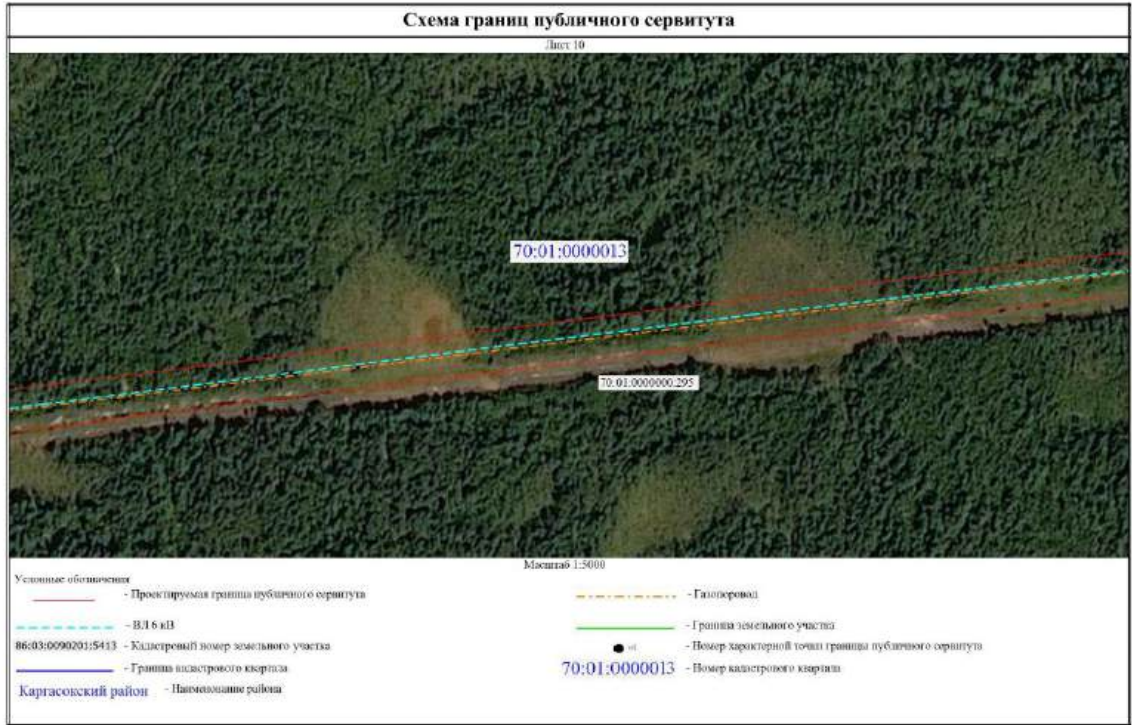 Схема границ публичного сервитута
Лист 10
70:01:0000013
70:01:0000000:295
Масштаб 1:5000
Условные обозначения
- Проектируемая граница публичного сервитута
- Газопоровод
- ВЛ 6 кВ
- Граница земельного участка
86:03:0090201:5413 - Кадастровый номер земельного участка
- Номер характерной точки границы публичного сервитута
- Граница кадастрового квартала
70:01:0000013 - Номер кадастрового квартала
Каргасокский район - Наименование района